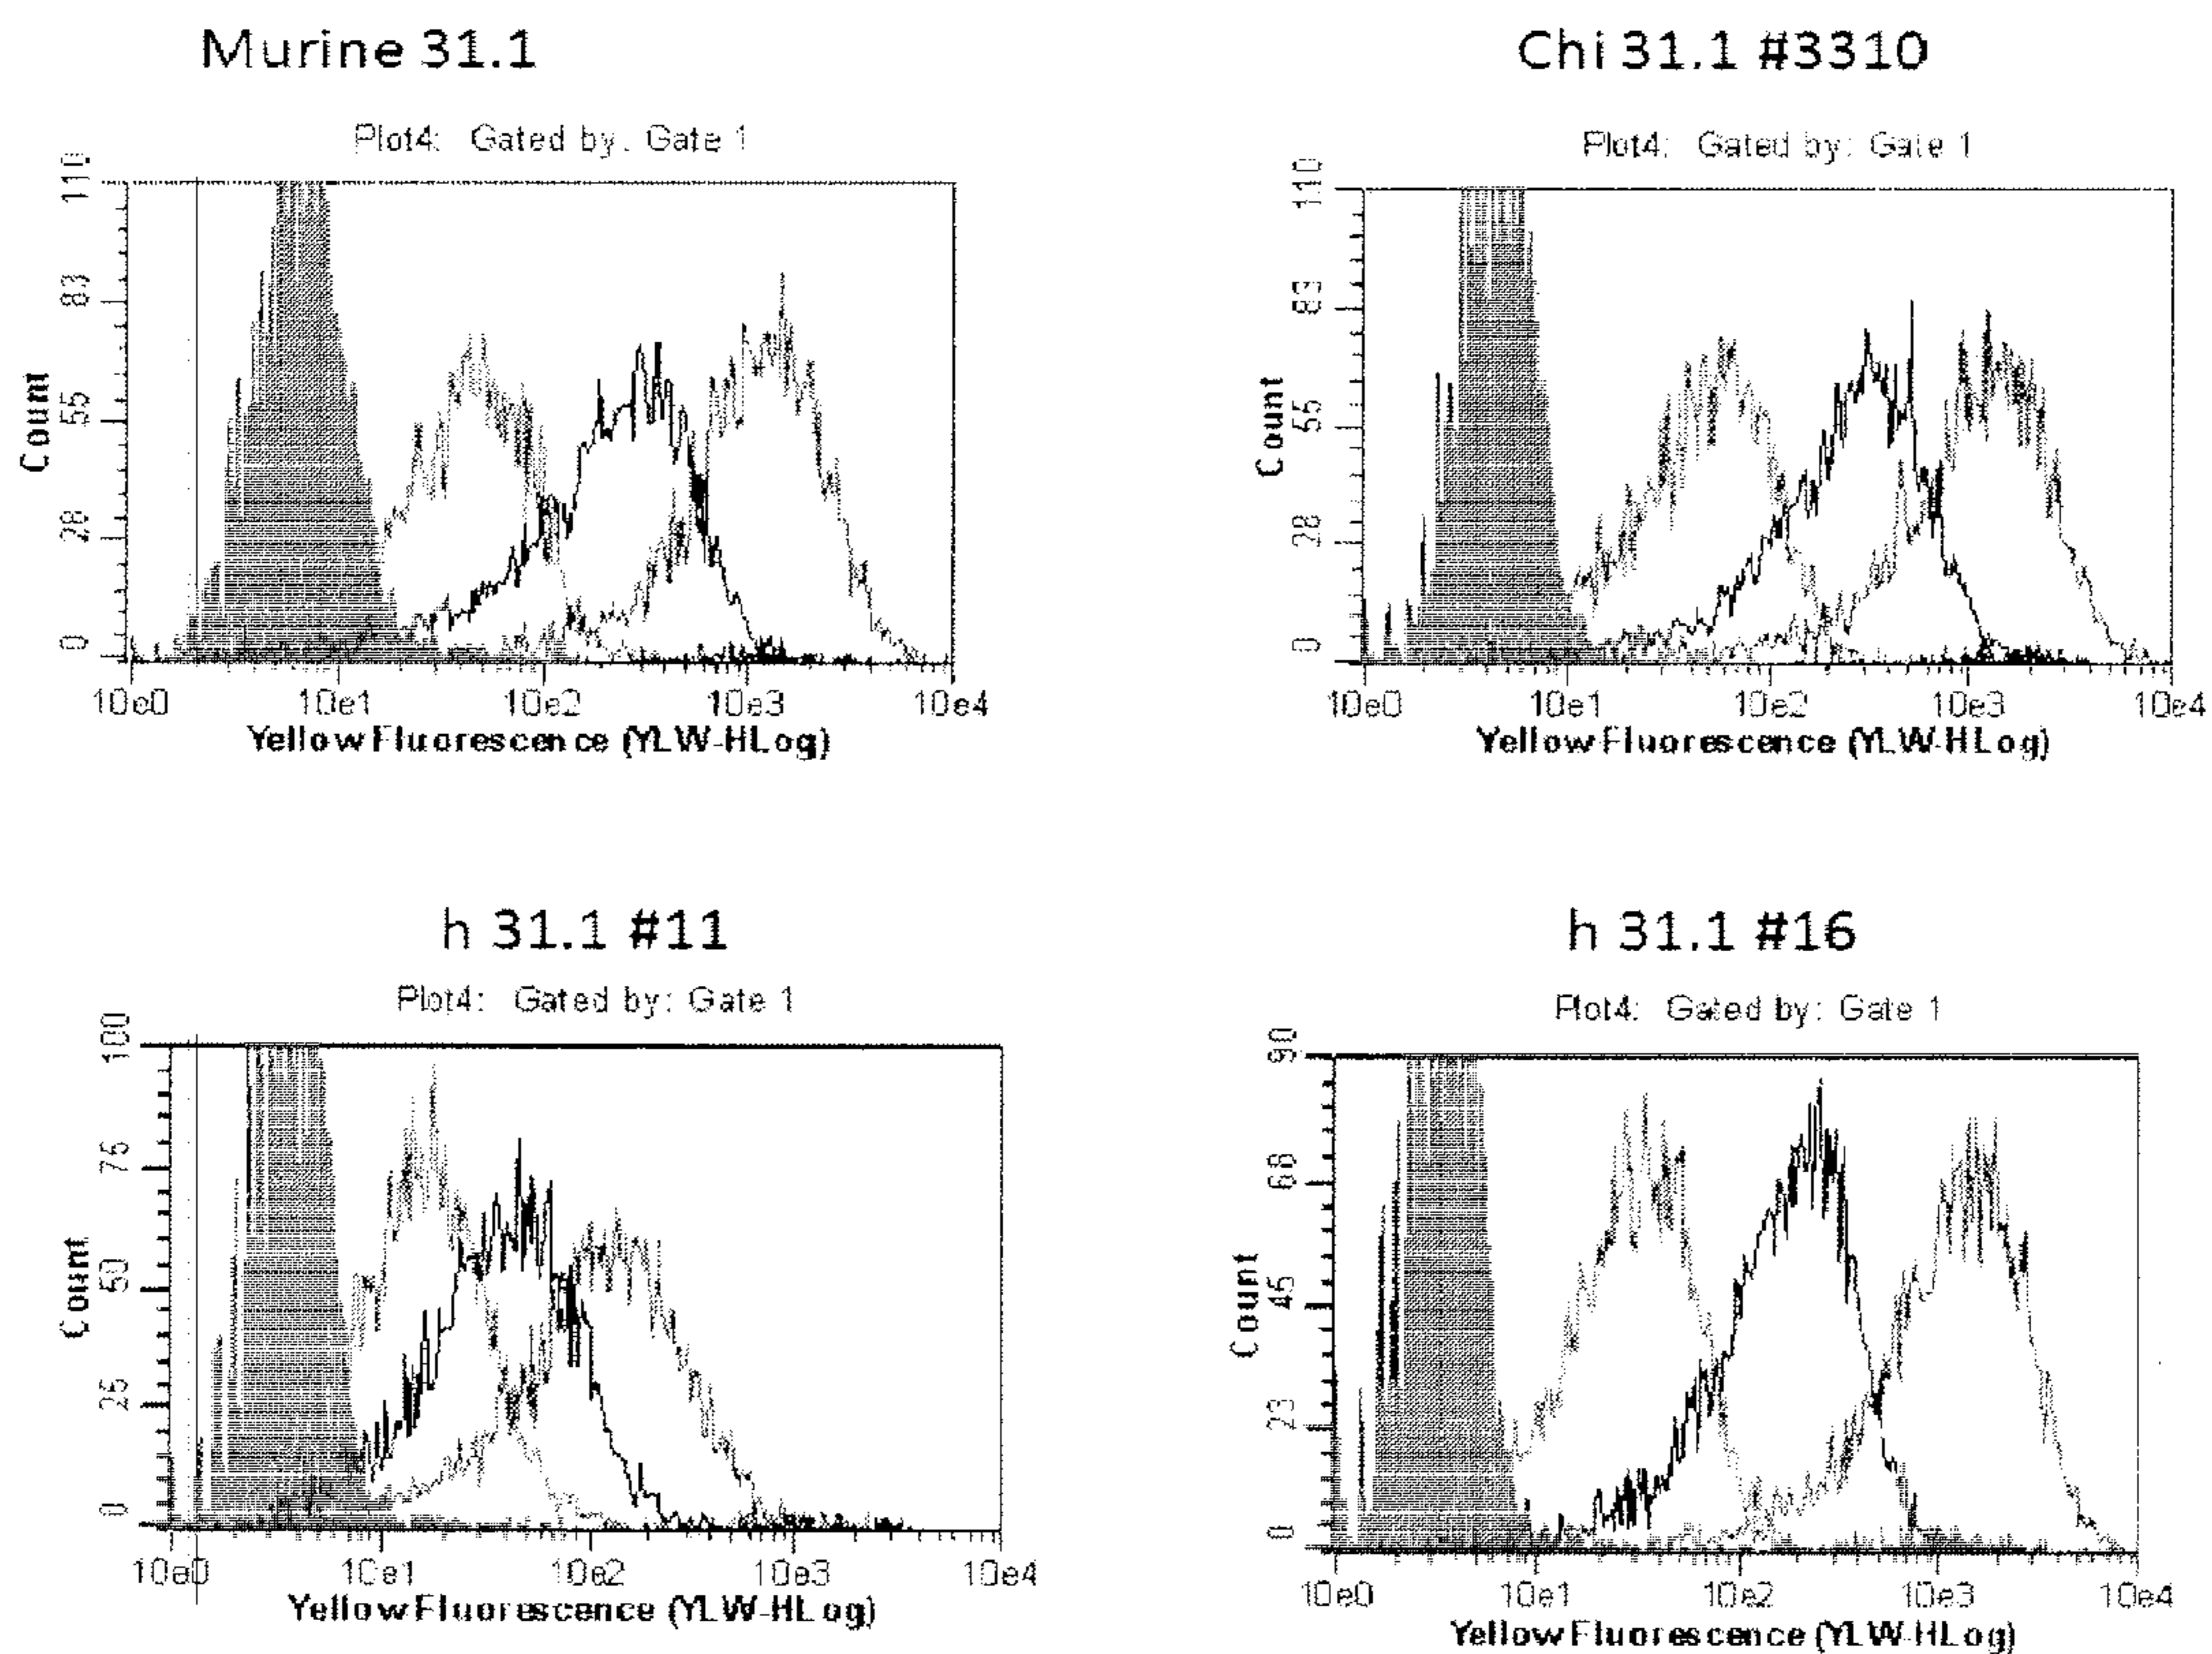 Murine 31.1
Plot4: Gated by: Gate 1
110
83
55
28
0
Count
10e0 10e1 10e2 10e3 10e4
Yellow Fluorescence (YLW-HLog)
Chi 31.1 #3310
Plot4: Gated by: Gate 1
110
83
55
28
0
Count
10e0 10e1 10e2 10e3 10e4
Yellow Fluorescence (YLW-HLog)
h 31.1 #11
Plot4: Gated by: Gate 1
100
75
50
25
0
Count
10e0 10e1 10e2 10e3 10e4
Yellow Fluorescence (YLW-HLog)
h 31.1 #16
Plot4: Gated by: Gate 1
90
68
45
23
0
Count
10e0 10e1 10e2 10e3 10e4
Yellow Fluorescence (YLW-HLog)